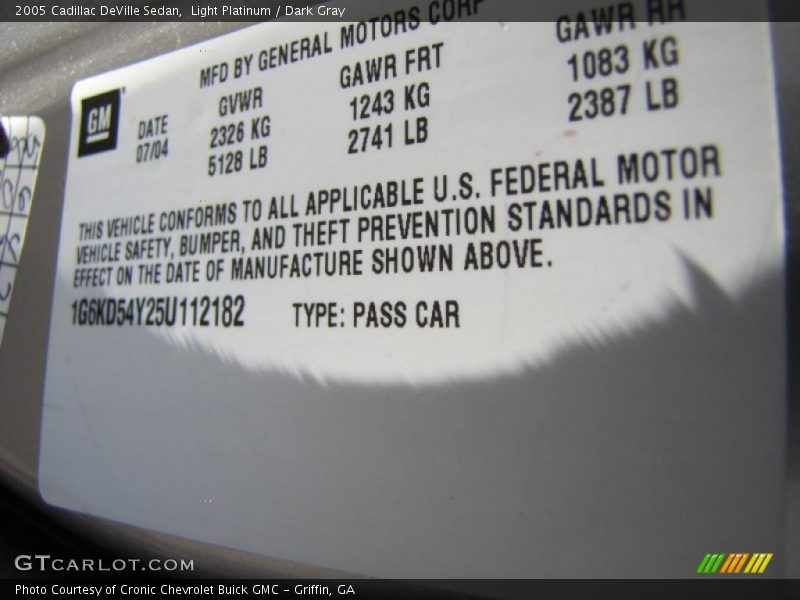 2005 Cadillac DeVille Sedan, Light Platinum / Dark Gray
MFD BY GENERAL MOTORS CORP
GM
DATE
07/04
GVWR
2326 KG
5128 LB
GAWR FRT
1243 KG
2741 LB
GAWR RR
1083 KG
2387 LB
THIS VEHICLE CONFORMS TO ALL APPLICABLE U.S. FEDERAL MOTOR
VEHICLE SAFETY, BUMPER, AND THEFT PREVENTION STANDARDS IN
EFFECT ON THE DATE OF MANUFACTURE SHOWN ABOVE.
1G6KD54Y25U112182 TYPE: PASS CAR
GTCARLOT.COM
Photo Courtesy of Cronic Chevrolet Buick GMC – Griffin, GA